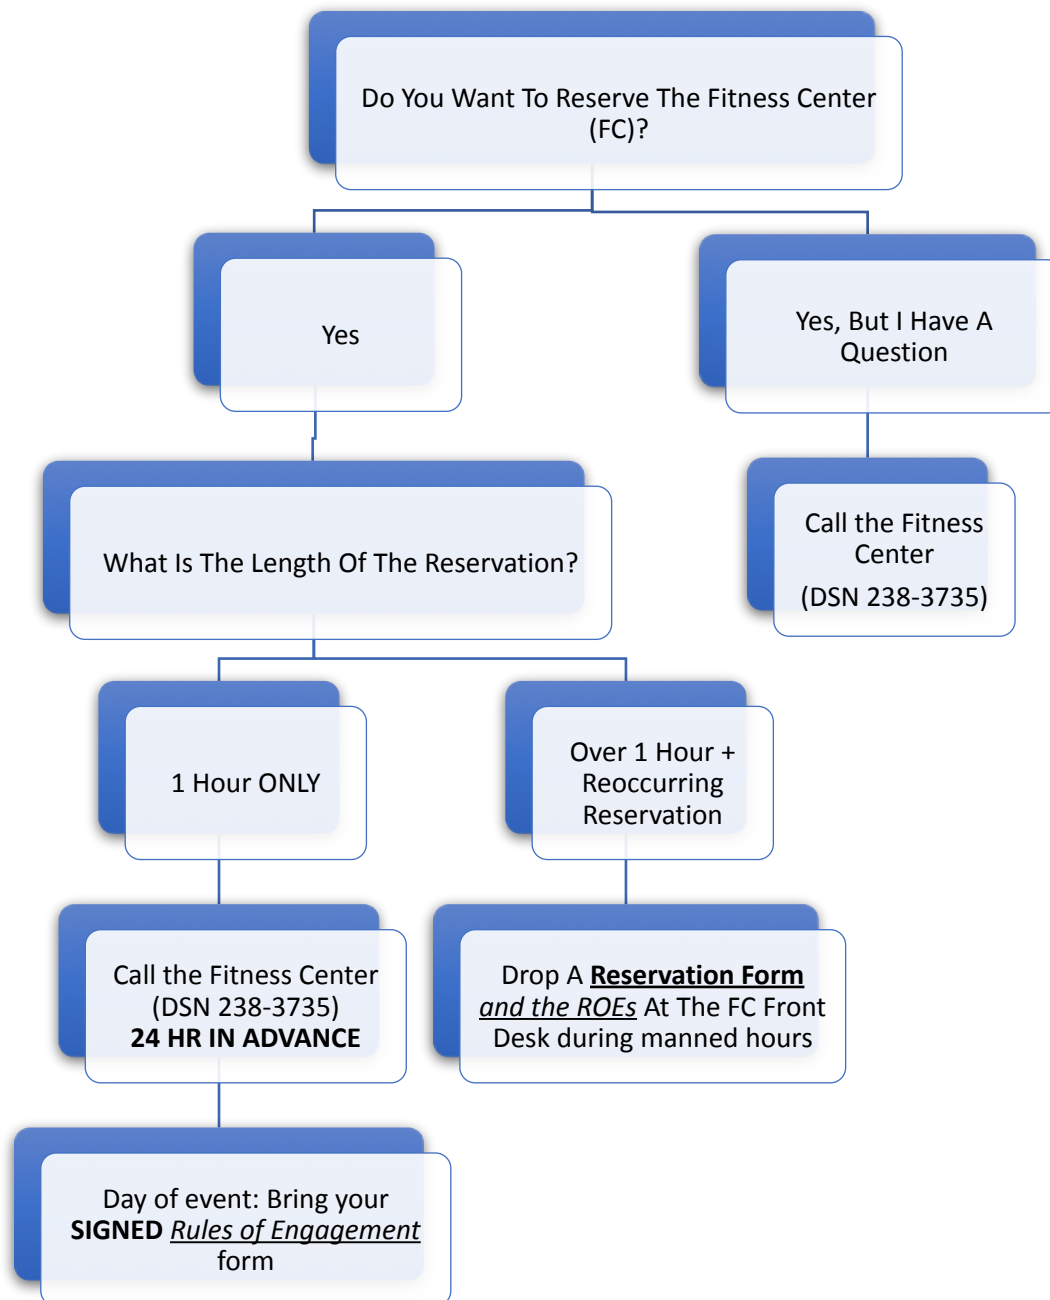 Do You Want To Reserve The Fitness Center
(FC)?
Yes
Yes, But I Have A
Question
What Is The Length Of The Reservation?
Call the Fitness
Center
(DSN 238-3735)
1 Hour ONLY
Over 1 Hour +
Reoccurring
Reservation
Call the Fitness Center
(DSN 238-3735)
24 HR IN ADVANCE
Drop A Reservation Form
and the ROEs At The FC Front
Desk during manned hours
Day of event: Bring your
SIGNED Rules of Engagement
form